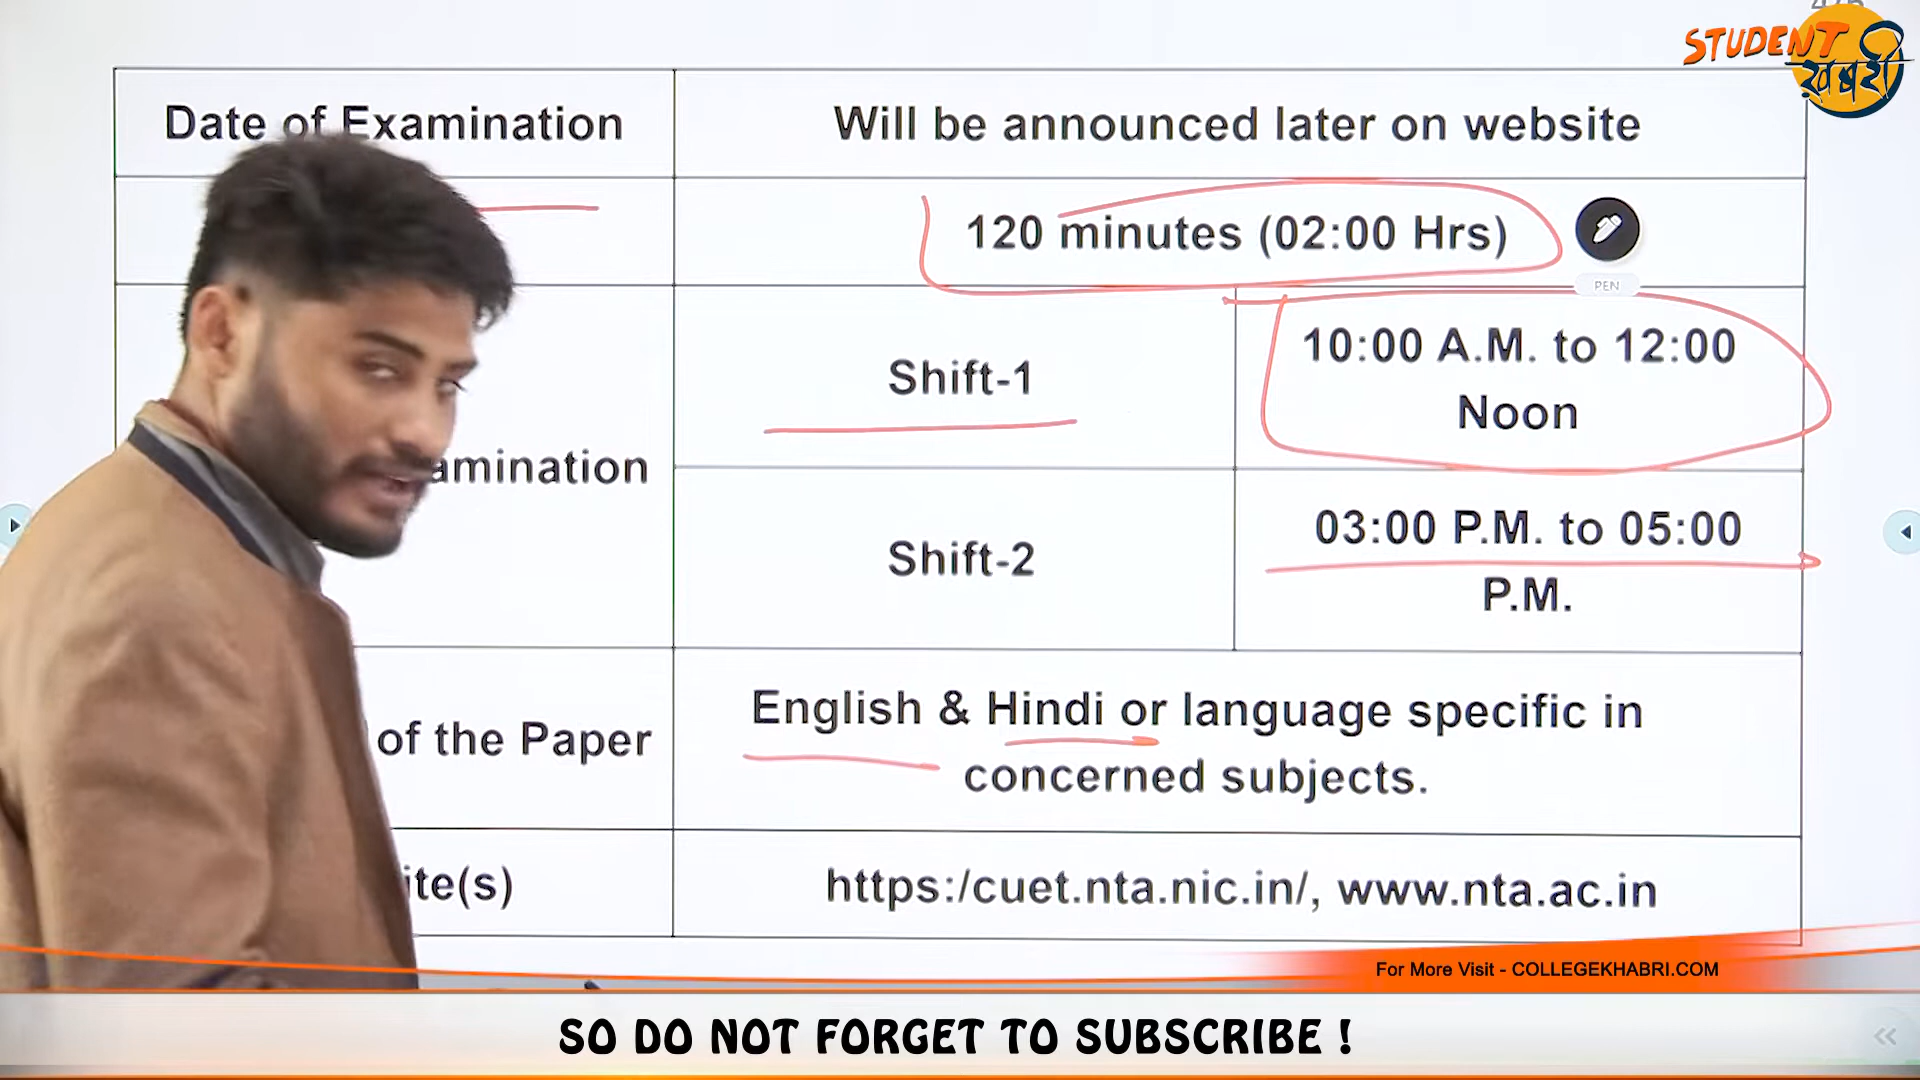 STUDENT
ख़बरी
Date of Examination
Will be announced later on website
120 minutes (02:00 Hrs)
PEN
Shift-1
10:00 A.M. to 12:00
Noon
amination
Shift-2
03:00 P.M. to 05:00
P.M.
of the Paper
English & Hindi or language specific in
concerned subjects.
ite(s)
https:/cuet.nta.nic.in/, www.nta.ac.in
For More Visit - COLLEGEKHABRI.COM
SO DO NOT FORGET TO SUBSCRIBE !